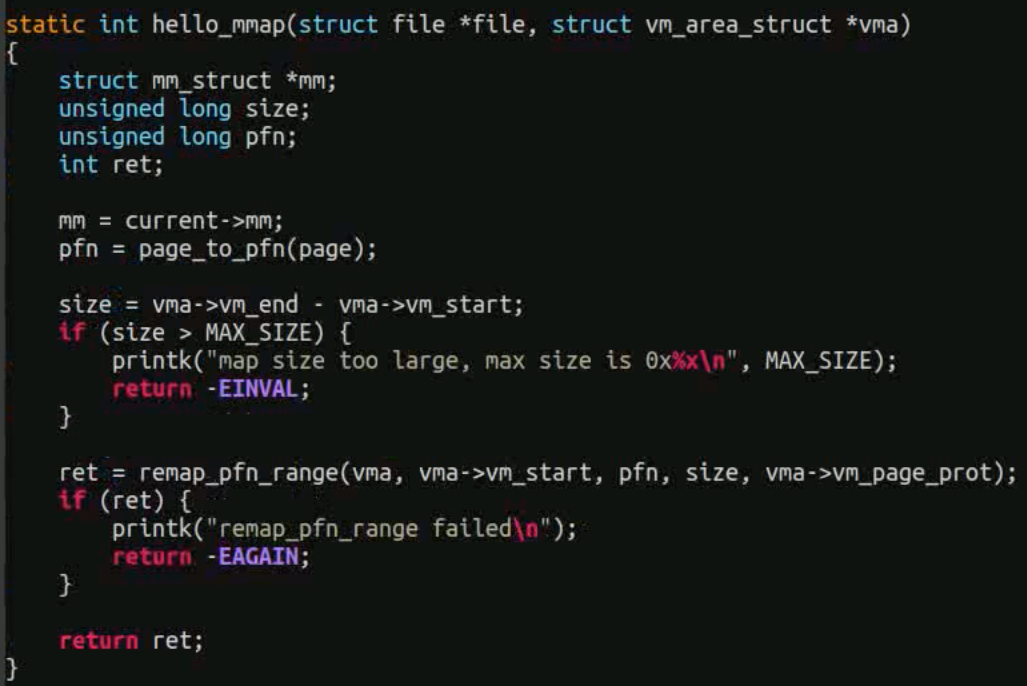 static int hello_mmap(struct file *file, struct vm_area_struct *vma)
{
    struct mm_struct *mm;
    unsigned long size;
    unsigned long pfn;
    int ret;

    mm = current->mm;
    pfn = page_to_pfn(page);

    size = vma->vm_end - vma->vm_start;
    if (size > MAX_SIZE) {
        printk("map size too large, max size is 0x%x\n", MAX_SIZE);
        return -EINVAL;
    }

    ret = remap_pfn_range(vma, vma->vm_start, pfn, size, vma->vm_page_prot);
    if (ret) {
        printk("remap_pfn_range failed\n");
        return -EAGAIN;
    }

    return ret;
}